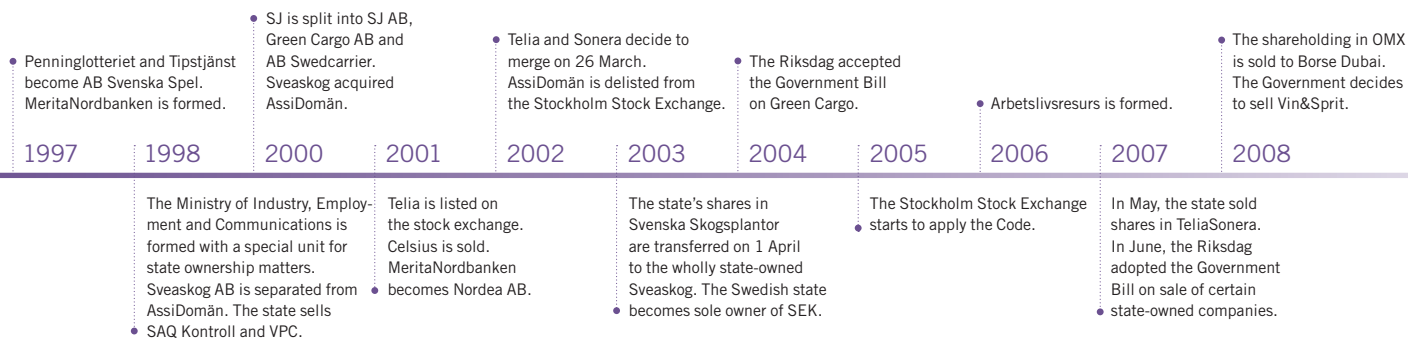 SJ is split into SJ AB,
Green Cargo AB and
AB Swedcarrier.
Sveaskog acquired
AssiDomän.
Telia and Sonera decide to
merge on 26 March.
AssiDomän is delisted from
the Stockholm Stock Exchange.
The shareholding in OMX
is sold to Borse Dubai.
The Government decides
to sell Vin&Sprit.
Penninglotteriet and Tipstjänst
become AB Svenska Spel.
MeritaNordbanken is formed.
The Riksdag accepted
the Government Bill
on Green Cargo.
Arbetslivsresurs is formed.
1997
1998
2000
2001
2002
2003
2004
2005
2006
2007
2008
The Ministry of Industry, Employ-
ment and Communications is
formed with a special unit for
state ownership matters.
Sveaskog AB is separated from
AssiDomän. The state sells
SAQ Kontroll and VPC.
Telia is listed on
the stock exchange.
Celsius is sold.
MeritaNordbanken
becomes Nordea AB.
The state's shares in
Svenska Skogsplantor
are transferred on 1 April
to the wholly state-owned
Sveaskog. The Swedish state
becomes sole owner of SEK.
The Stockholm Stock Exchange
starts to apply the Code.
In May, the state sold
shares in TeliaSonera.
In June, the Riksdag
adopted the Government
Bill on sale of certain
state-owned companies.